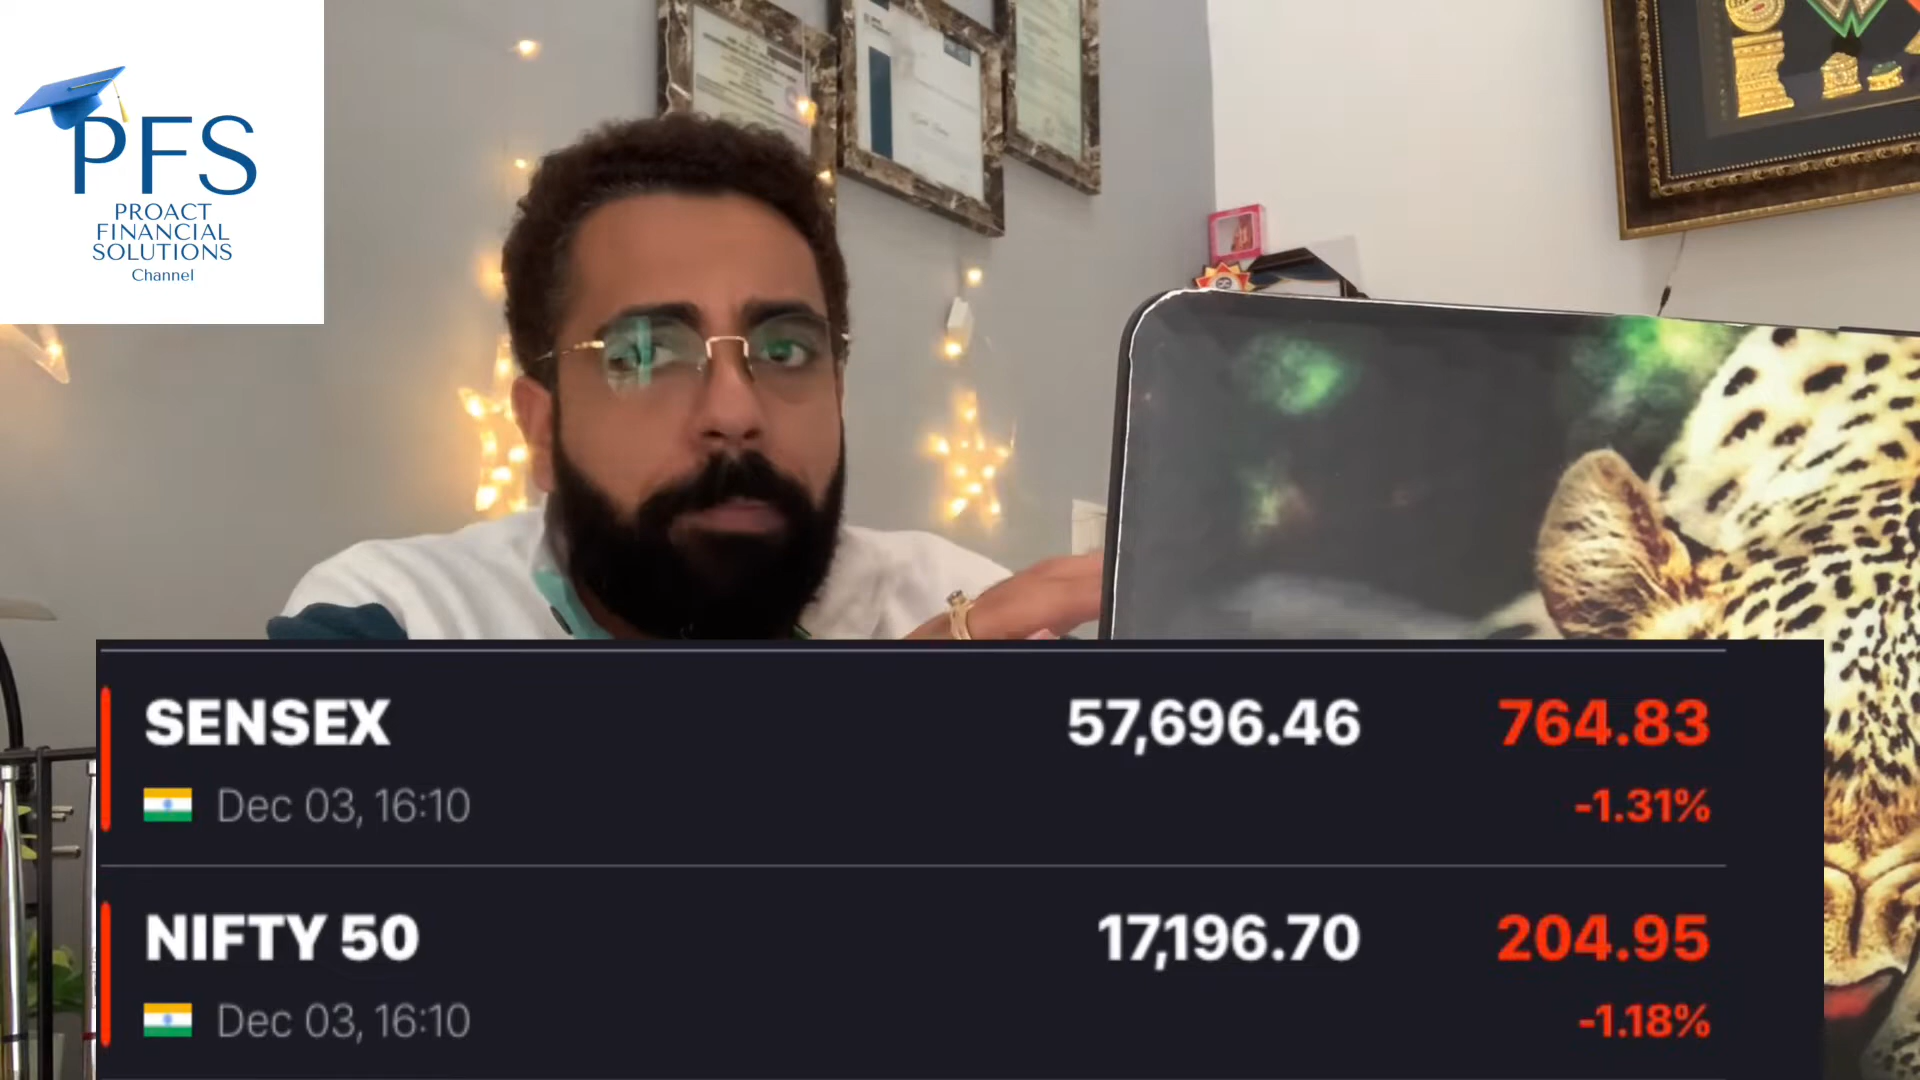 PFS
PROACT
FINANCIAL
SOLUTIONS
Channel
SENSEX 57,696.46 764.83
Dec 03, 16:10 -1.31%
NIFTY 50 17,196.70 204.95
Dec 03, 16:10 -1.18%